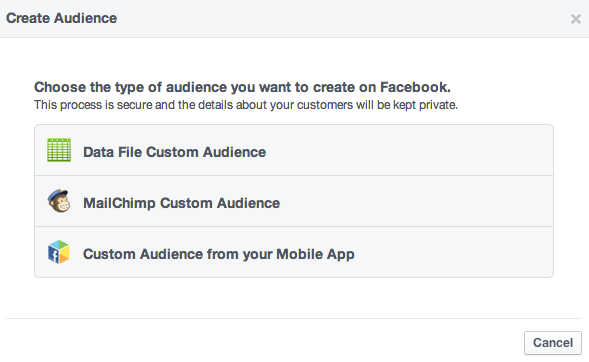 Create Audience
×
Choose the type of audience you want to create on Facebook.
This process is secure and the details about your customers will be kept private.
Data File Custom Audience
MailChimp Custom Audience
Custom Audience from your Mobile App
Cancel